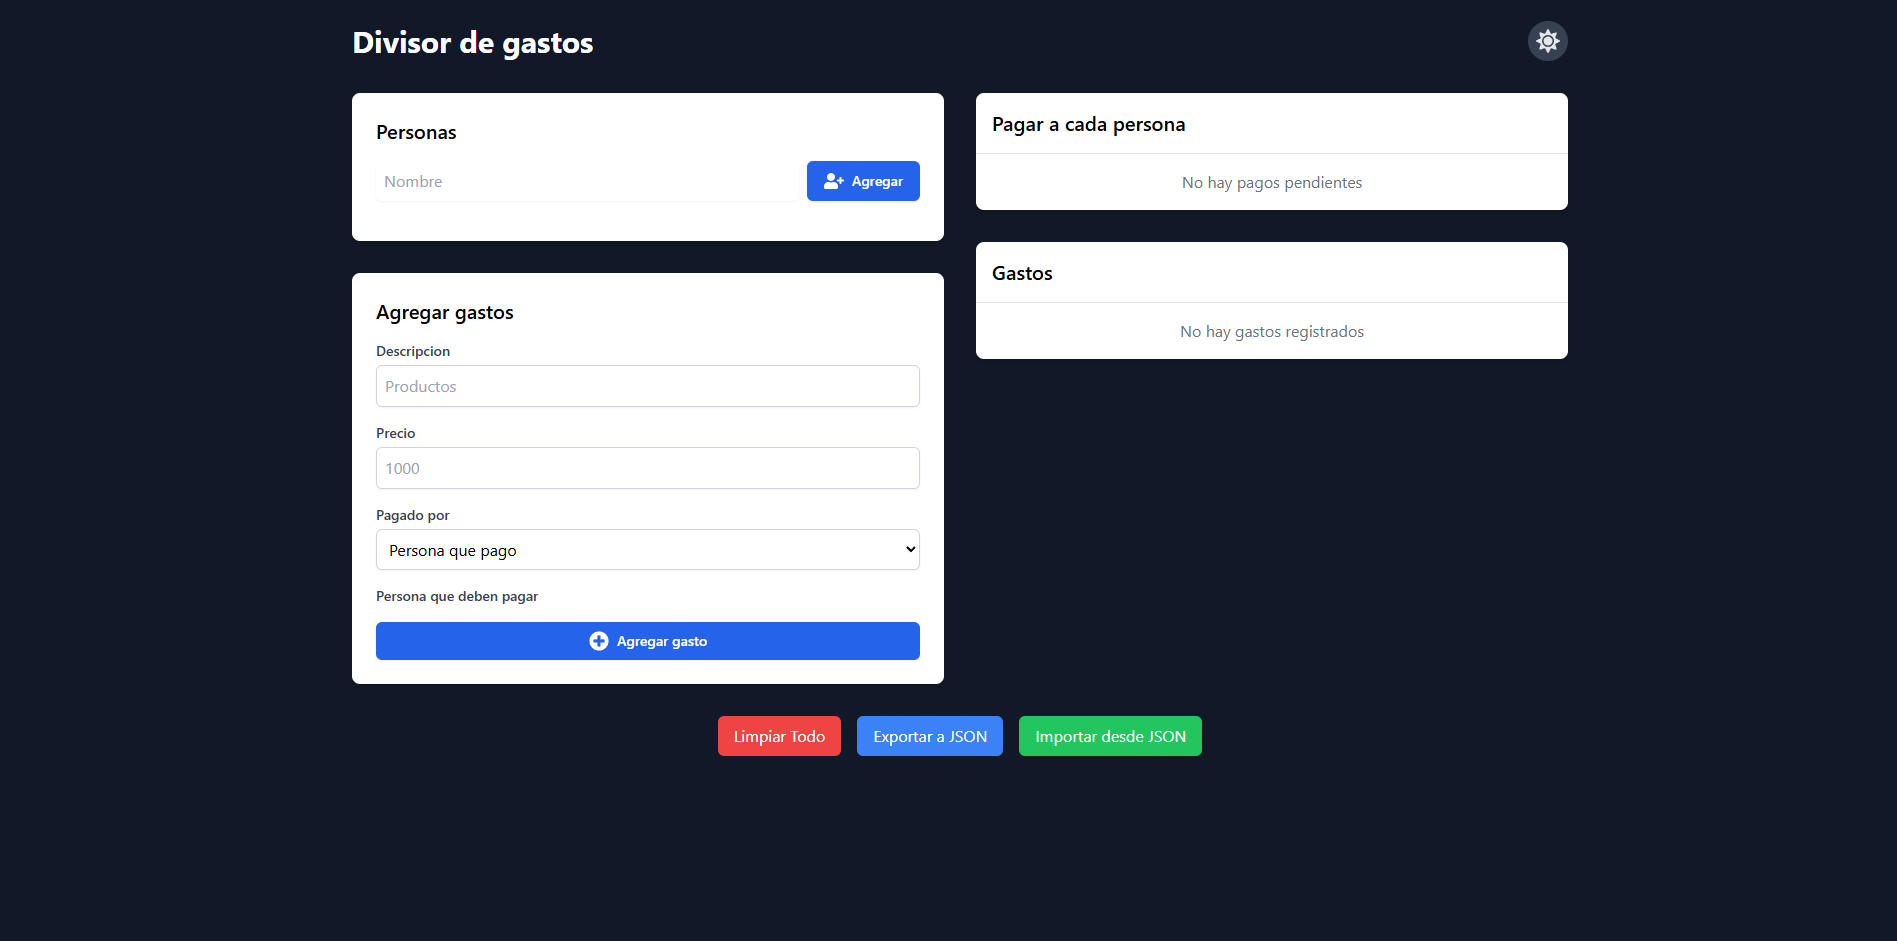 Divisor de gastos
Personas
Nombre
Agregar
Agregar gastos
Descripcion
Productos
Precio
1000
Pagado por
Persona que pago
Persona que deben pagar
Agregar gasto
Pagar a cada persona
No hay pagos pendientes
Gastos
No hay gastos registrados
Limpiar Todo
Exportar a JSON
Importar desde JSON